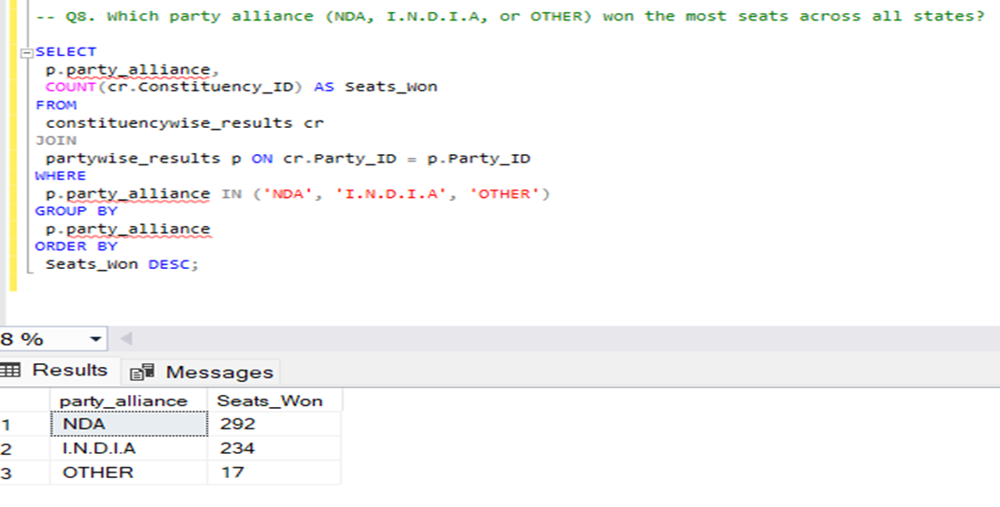 -- Q8. Which party alliance (NDA, I.N.D.I.A, or OTHER) won the most seats across all states?
SELECT
p.party_alliance,
COUNT(cr.Constituency_ID) AS Seats_Won
FROM
constituencywise_results cr
JOIN
partywise_results p ON cr.Party_ID = p.Party_ID
WHERE
p.party_alliance IN ('NDA', 'I.N.D.I.A', 'OTHER')
GROUP BY
p.party_alliance
ORDER BY
Seats_Won DESC;
8 %
Results Messages
party_alliance Seats_Won
1 NDA 292
2 I.N.D.I.A 234
3 OTHER 17